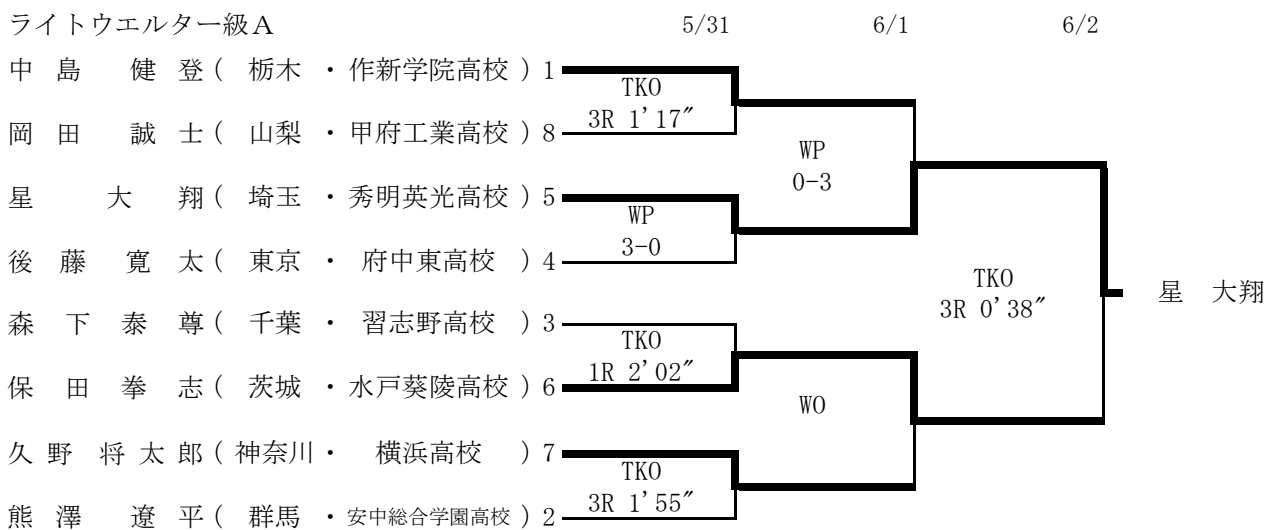 ライトウエルター級A 5/31 6/1 6/2
中島 健登(栃木・作新学院高校)1
TKO
3R 1'17″
岡田 誠士(山梨・甲府工業高校)8
WP
0-3
星 大翔(埼玉・秀明英光高校)5
WP
3-0
後藤 寛太(東京・府中東高校)4
TKO
3R 0'38″
星 大翔
森下 泰尊(千葉・習志野高校)3
TKO
1R 2'02″
保田 拳志(茨城・水戸葵陵高校)6
WO
久野 将太郎(神奈川・横浜高校)7
TKO
3R 1'55″
熊澤 遼平(群馬・安中総合学園高校)2